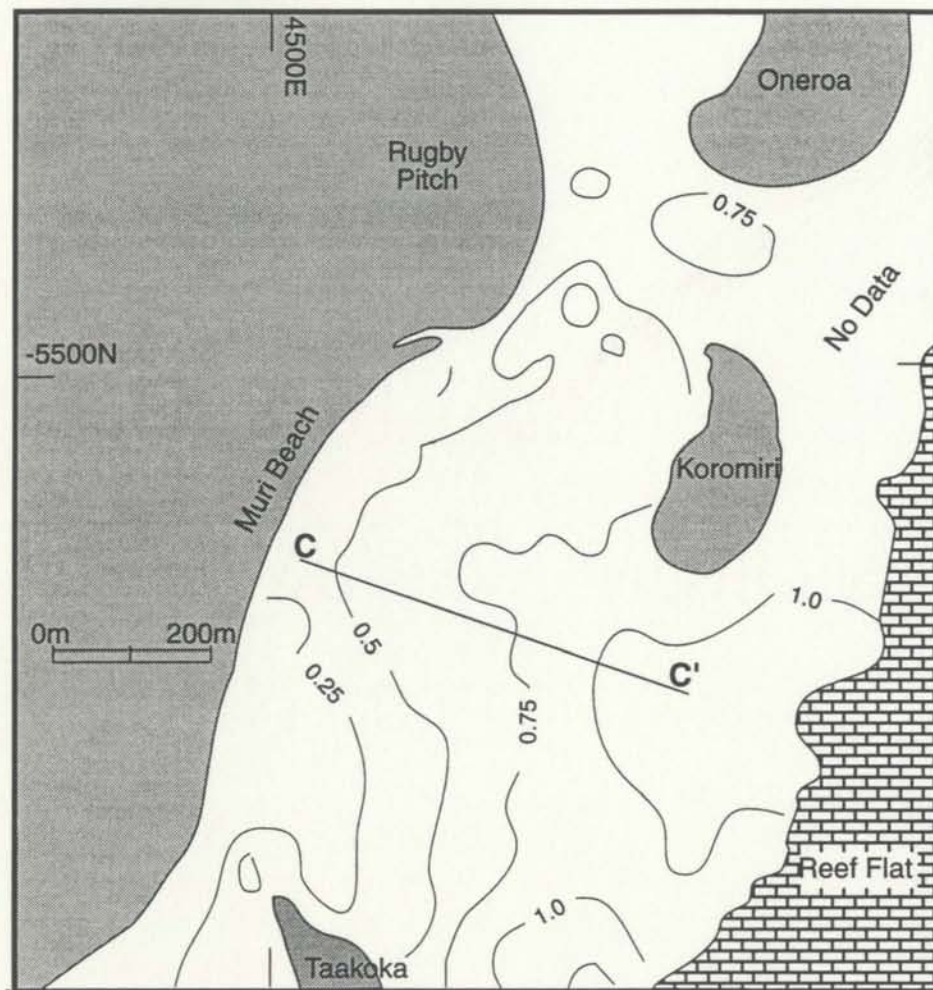 4500E
Oneroa
Rugby
Pitch
0.75
No Data
-5500N
Muri Beach
Koromiri
C
1.0
0m 200m
0.5
C'
0.25
0.75
Reef Flat
1.0
Taakoka